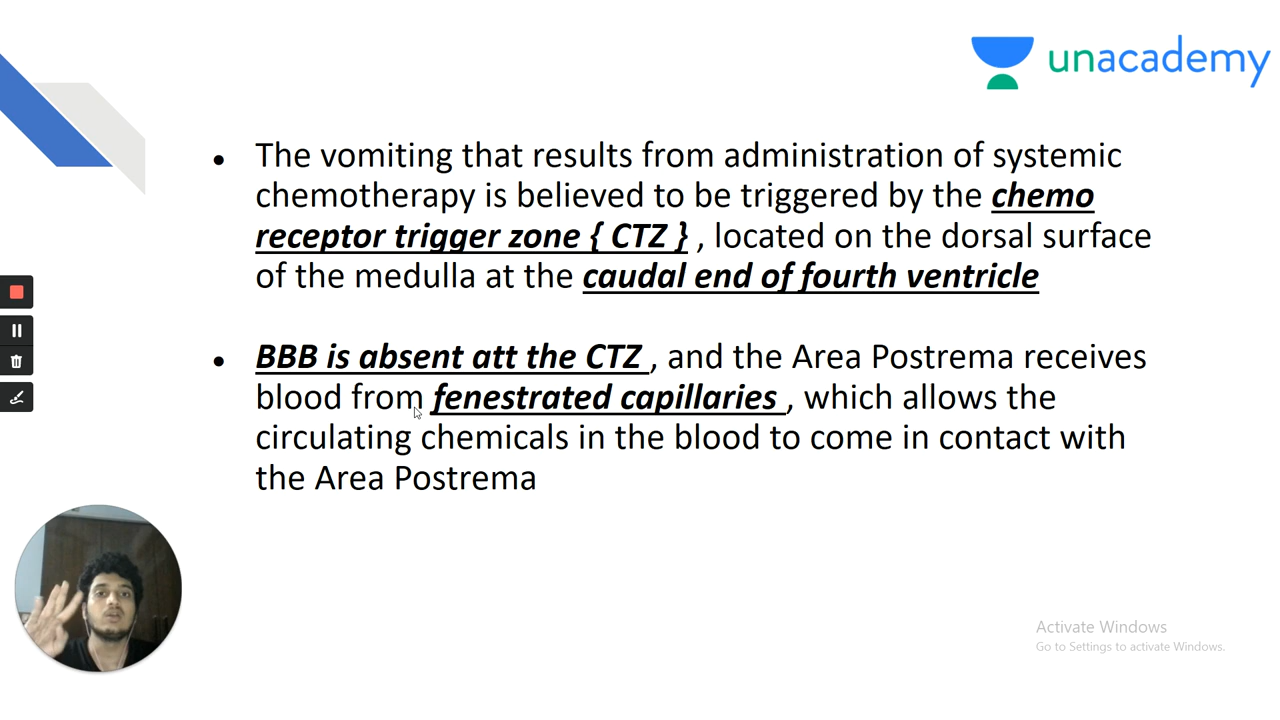 unacademy
• The vomiting that results from administration of systemic
chemotherapy is believed to be triggered by the chemo
receptor trigger zone { CTZ } , located on the dorsal surface
of the medulla at the caudal end of fourth ventricle
• BBB is absent att the CTZ , and the Area Postrema receives
blood from fenestrated capillaries , which allows the
circulating chemicals in the blood to come in contact with
the Area Postrema
Activate Windows
Go to Settings to activate Windows.